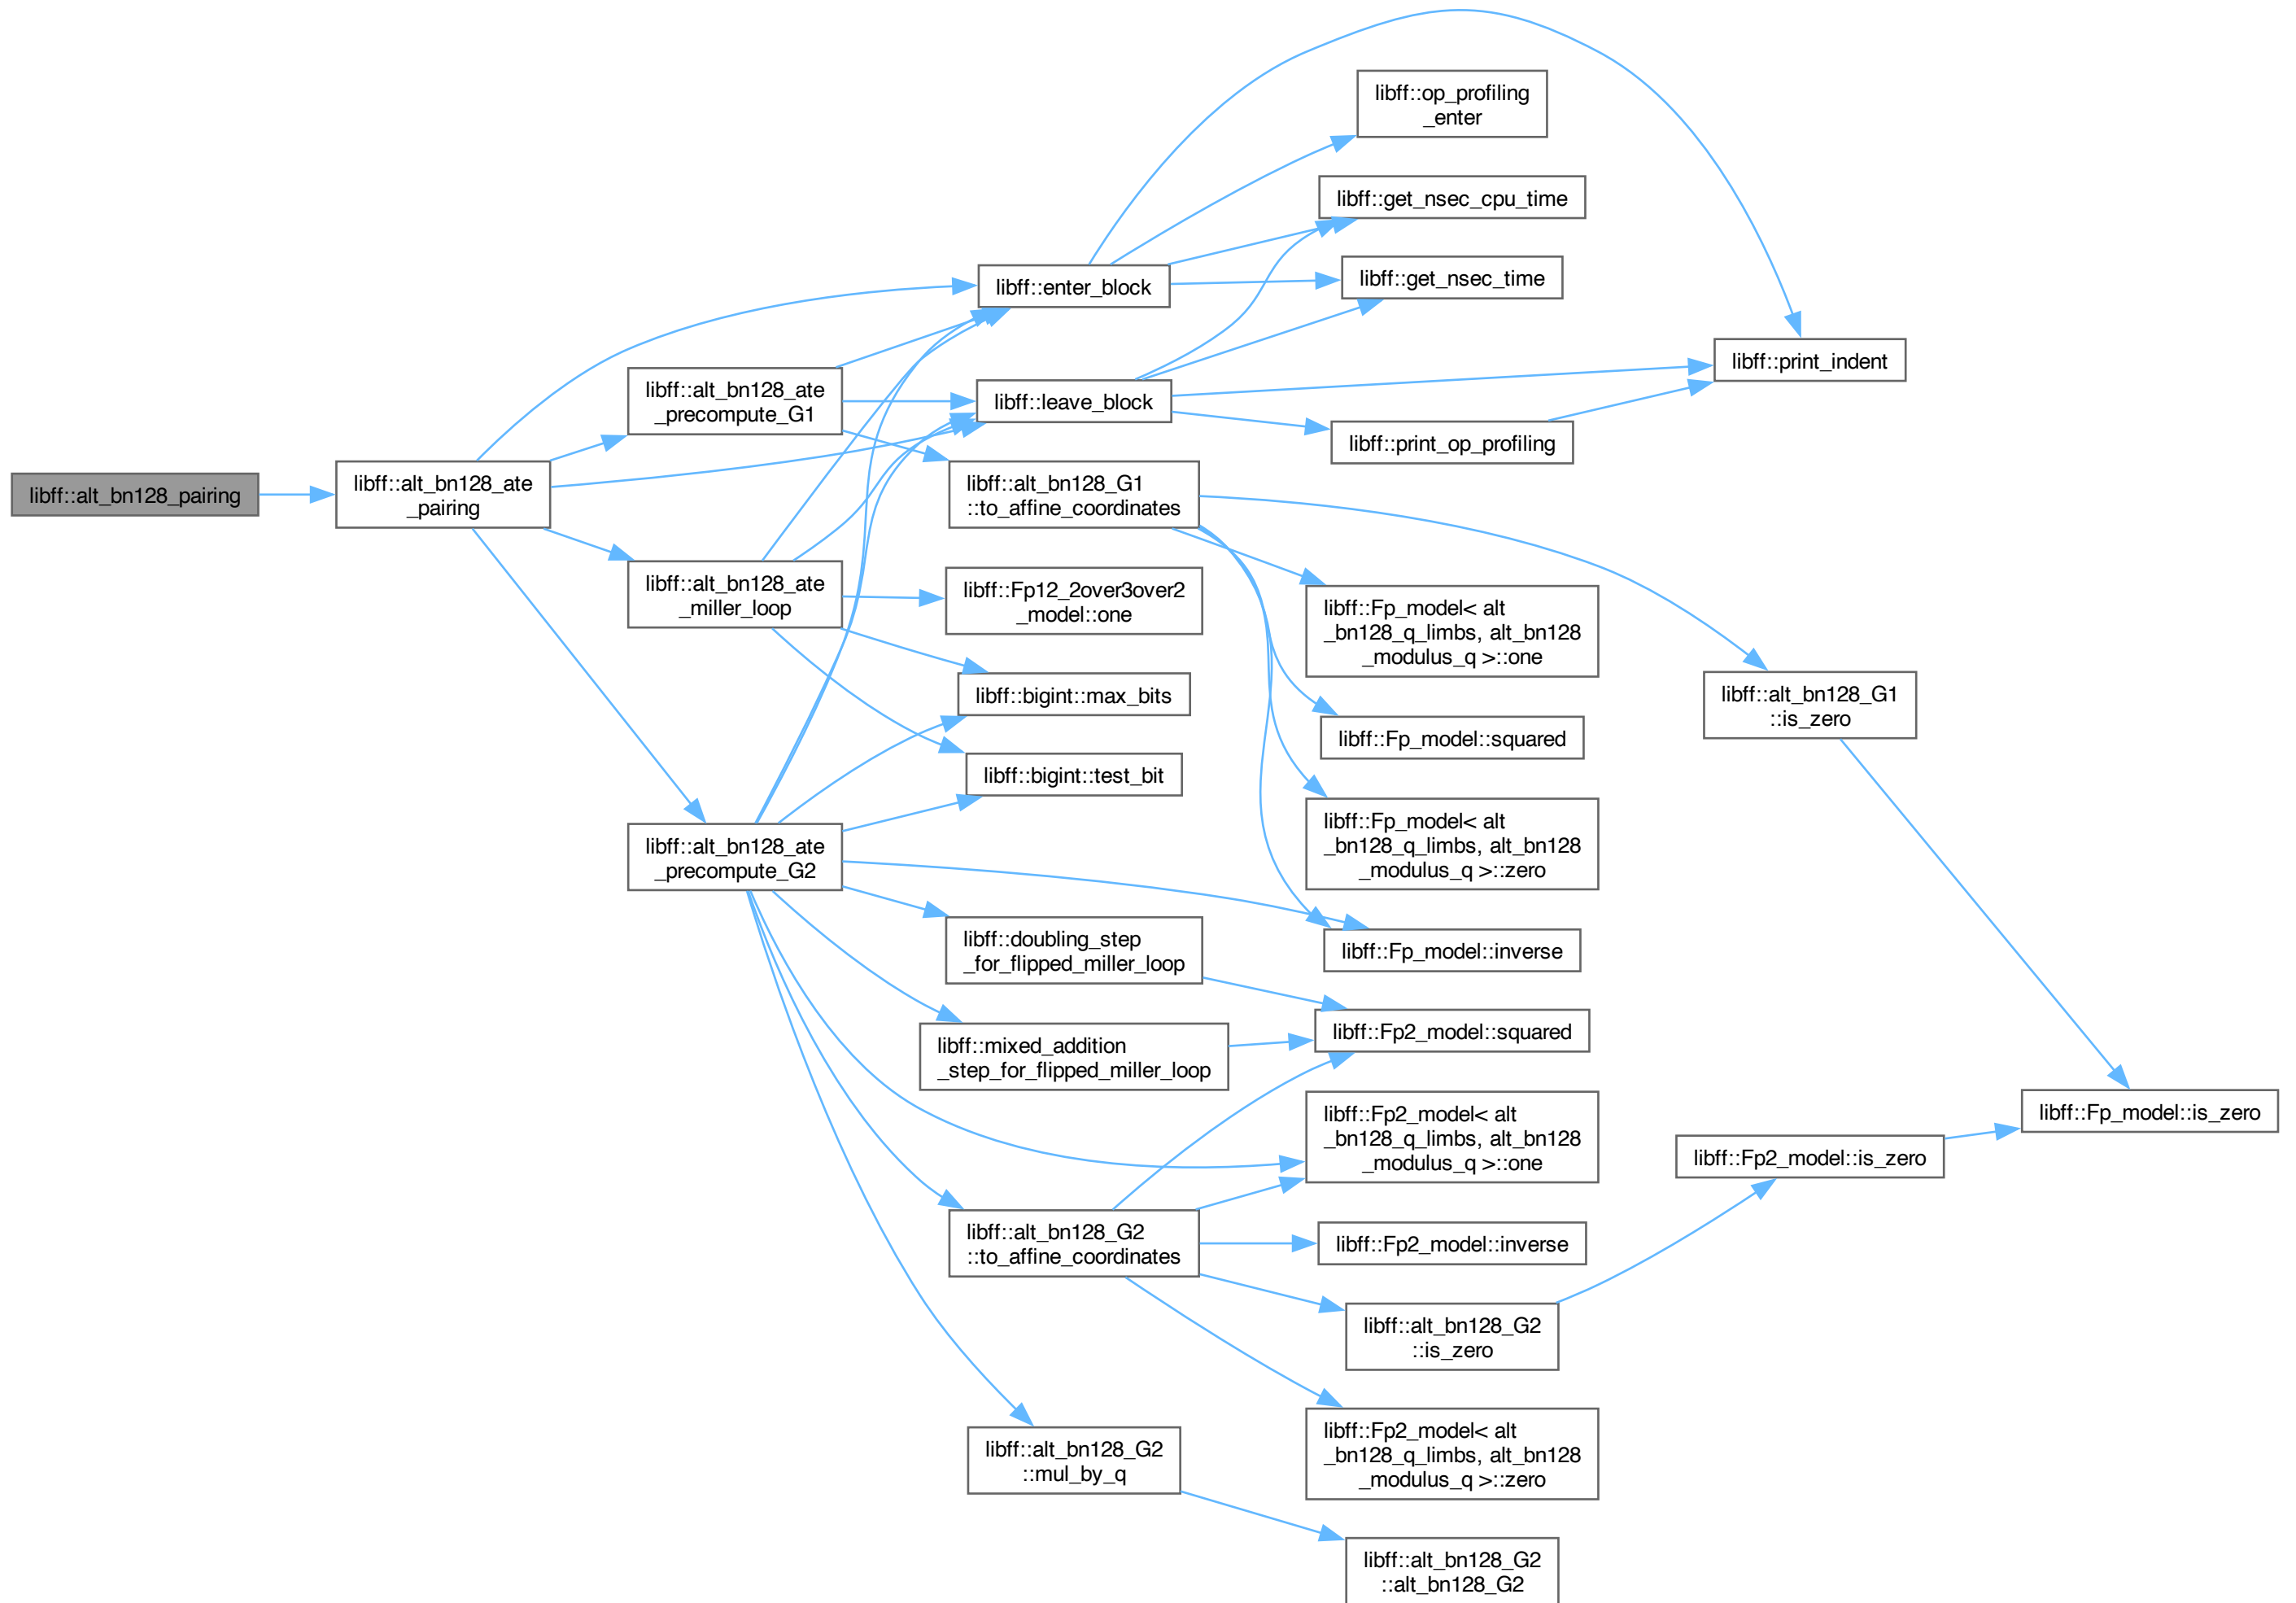 libff::alt_bn128_pairing
libff::alt_bn128_ate
_pairing
libff::alt_bn128_ate
_precompute_G1
libff::alt_bn128_ate
_miller_loop
libff::alt_bn128_ate
_precompute_G2
libff::enter_block
libff::leave_block
libff::alt_bn128_G1
::to_affine_coordinates
libff::Fp12_2over3over2
_model::one
libff::bigint::max_bits
libff::bigint::test_bit
libff::doubling_step
_for_flipped_miller_loop
libff::mixed_addition
_step_for_flipped_miller_loop
libff::alt_bn128_G2
::to_affine_coordinates
libff::alt_bn128_G2
::mul_by_q
libff::op_profiling
_enter
libff::get_nsec_cpu_time
libff::get_nsec_time
libff::print_op_profiling
libff::Fp_model< alt
_bn128_q_limbs, alt_bn128
_modulus_q >::one
libff::Fp_model::squared
libff::Fp_model< alt
_bn128_q_limbs, alt_bn128
_modulus_q >::zero
libff::Fp_model::inverse
libff::Fp2_model::squared
libff::Fp2_model< alt
_bn128_q_limbs, alt_bn128
_modulus_q >::one
libff::Fp2_model::inverse
libff::alt_bn128_G2
::is_zero
libff::Fp2_model< alt
_bn128_q_limbs, alt_bn128
_modulus_q >::zero
libff::alt_bn128_G2
::alt_bn128_G2
libff::print_indent
libff::alt_bn128_G1
::is_zero
libff::Fp2_model::is_zero
libff::Fp_model::is_zero